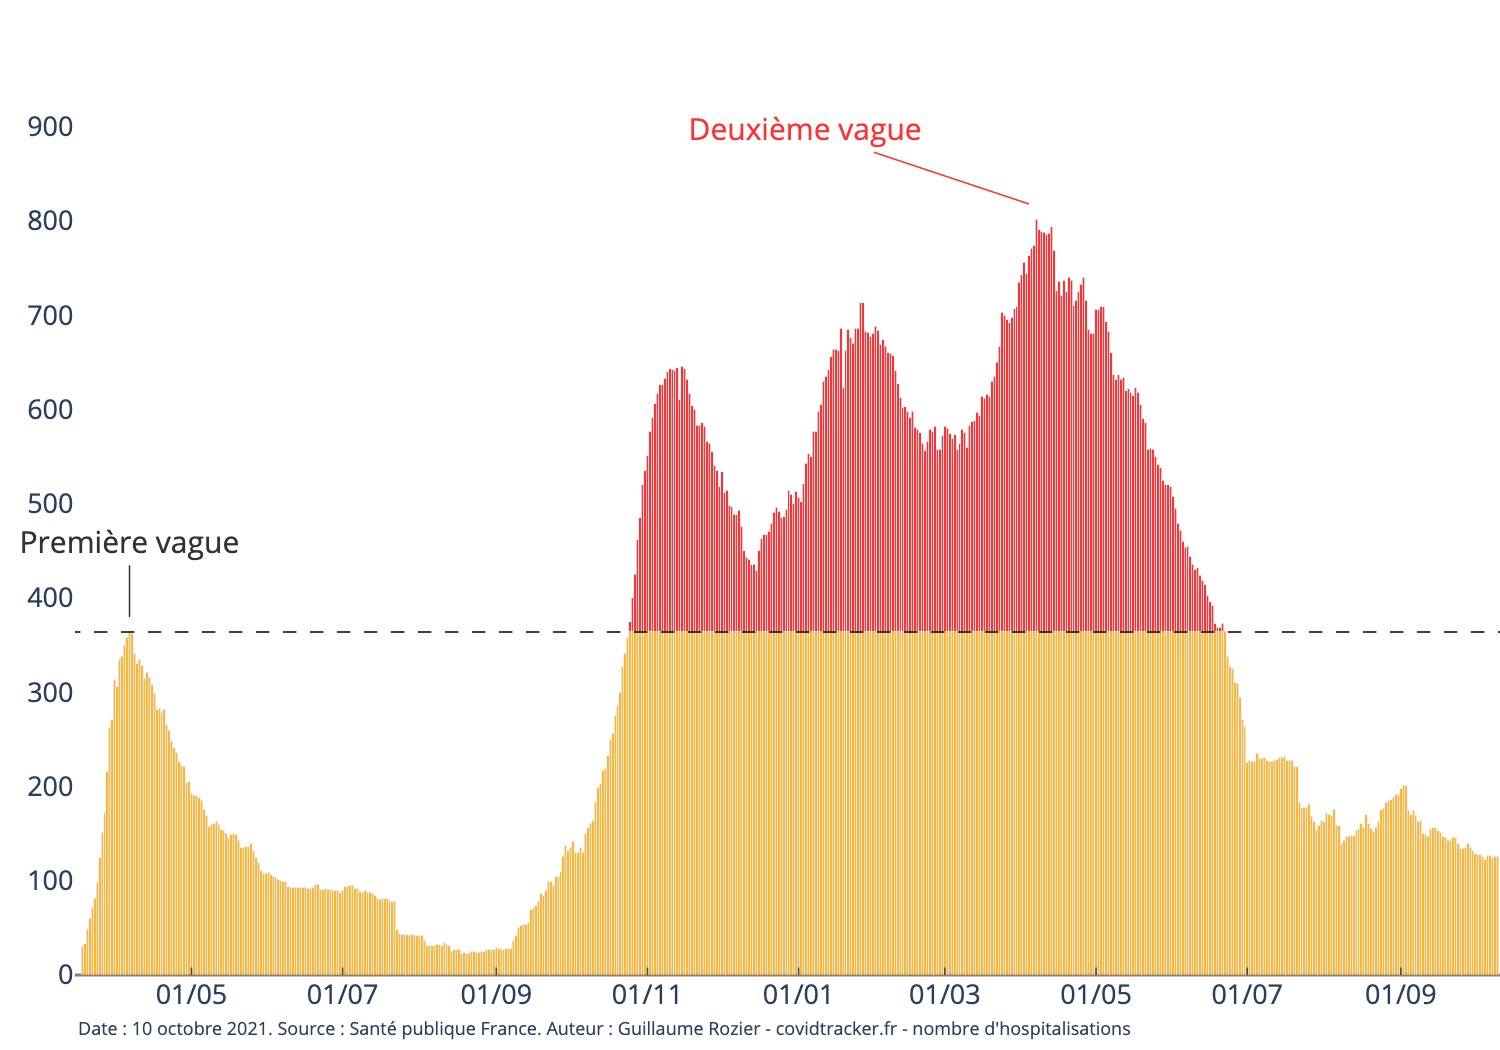 900
Deuxième vague
800
700
600
500
Première vague
400
300
200
100
0
01/05 01/07 01/09 01/11 01/01 01/03 01/05 01/07 01/09
Date : 10 octobre 2021. Source : Santé publique France. Auteur : Guillaume Rozier - covidtracker.fr - nombre d'hospitalisations